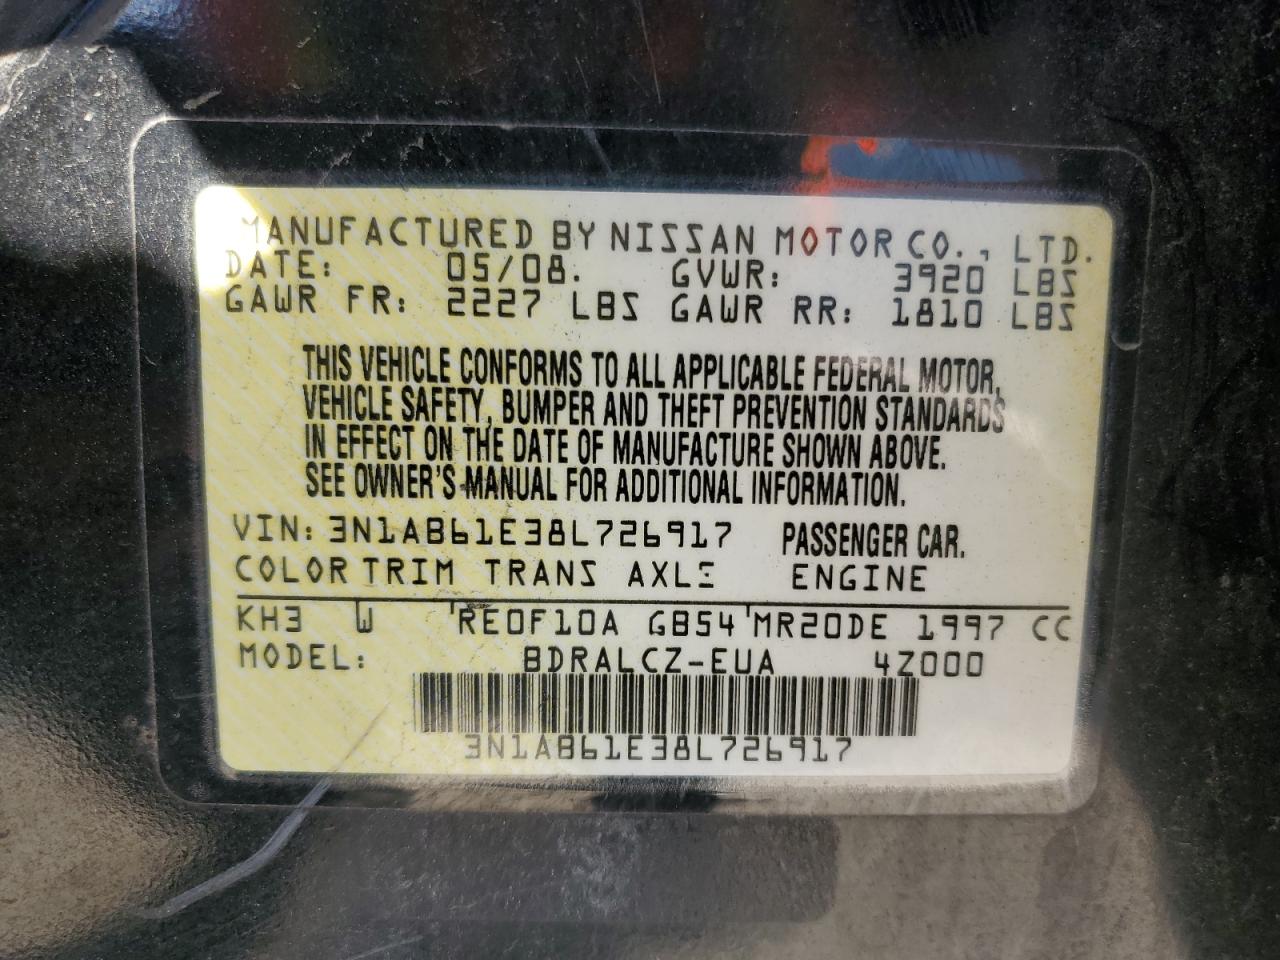 MANUFACTURED BY NISSAN MOTOR CO., LTD.
DATE: 05/08. GVWR: 3920 LBS
GAWR FR: 2227 LBS GAWR RR: 1810 LBS
THIS VEHICLE CONFORMS TO ALL APPLICABLE FEDERAL MOTOR,
VEHICLE SAFETY, BUMPER AND THEFT PREVENTION STANDARDS
IN EFFECT ON THE DATE OF MANUFACTURE SHOWN ABOVE.
SEE OWNER'S MANUAL FOR ADDITIONAL INFORMATION.
VIN: 3N1AB61E38L726917 PASSENGER CAR.
COLOR TRIM TRANS AXLE ENGINE
KH3 W RE0F10A GB54 MR20DE 1997 CC
MODEL: BDRALCZ-EUA 4Z000
3N1AB61E38L726917